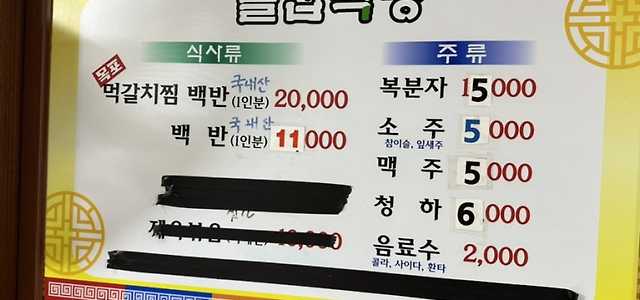 식사류
목포
먹갈치찜 백반 국내산 (1인분) 20,000
백 반 국내산 (1인분) 11,000
주류
복분자 15,000
소 주 5,000
참이슬, 잎새주
맥 주 5,000
청 하 6,000
음료수 2,000
콜라, 사이다, 환타